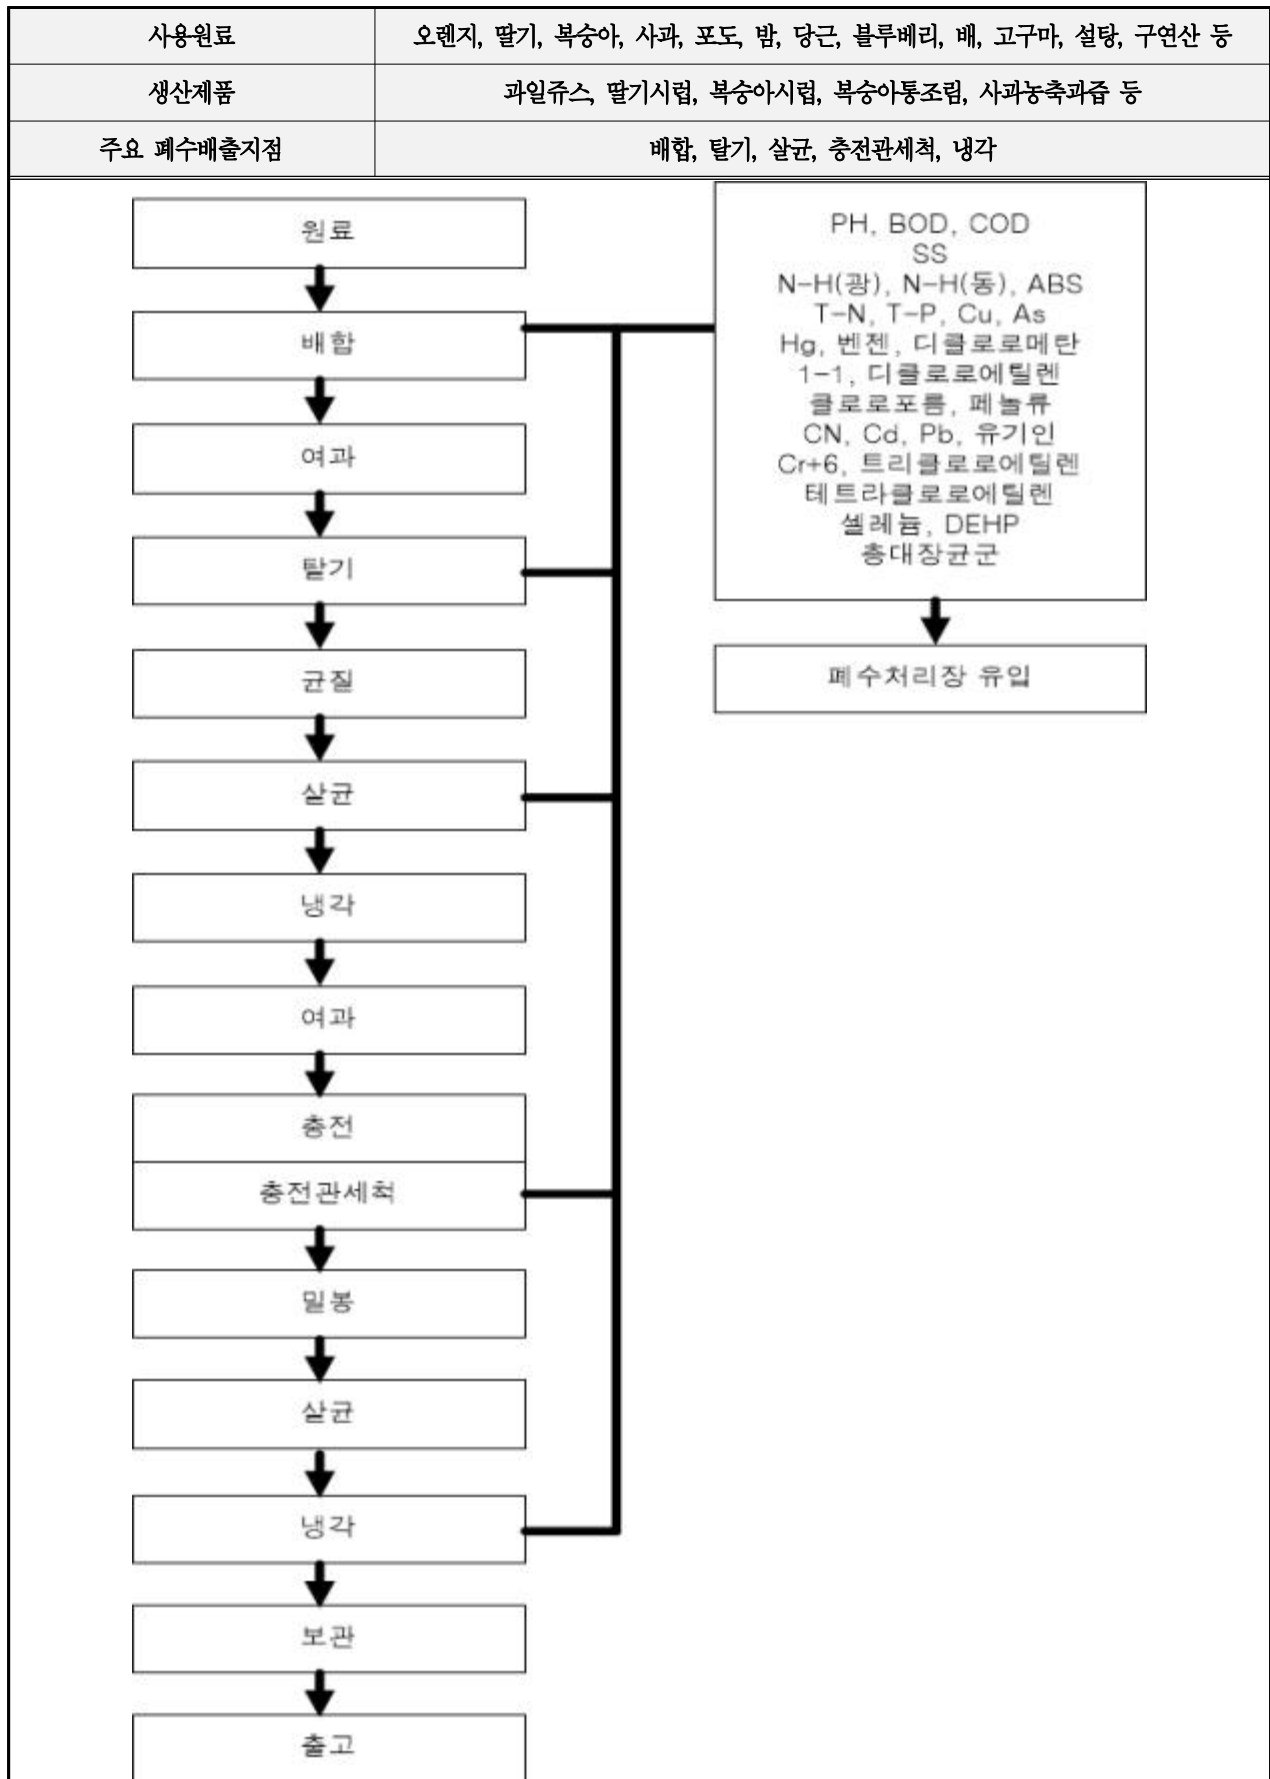 사용원료 오렌지, 딸기, 복숭아, 사과, 포도, 밤, 당근, 블루베리, 배, 고구마, 설탕, 구연산 등
생산제품 과일쥬스, 딸기시럽, 복숭아시럽, 복숭아통조림, 사과농축과즙 등
주요 폐수배출지점 배합, 탈기, 살균, 충전관세척, 냉각
원료
배합
여과
탈기
균질
살균
냉각
여과
충전
충전관세척
밀봉
살균
냉각
보관
출고
PH, BOD, COD
SS
N-H(광), N-H(동), ABS
T-N, T-P, Cu, As
Hg, 벤젠, 디클로로메탄
1-1, 디클로로에틸렌
클로로포름, 페놀류
CN, Cd, Pb, 유기인
Cr+6, 트리클로로에틸렌
테트라클로로에틸렌
셀레늄, DEHP
총대장균군
폐수처리장 유입